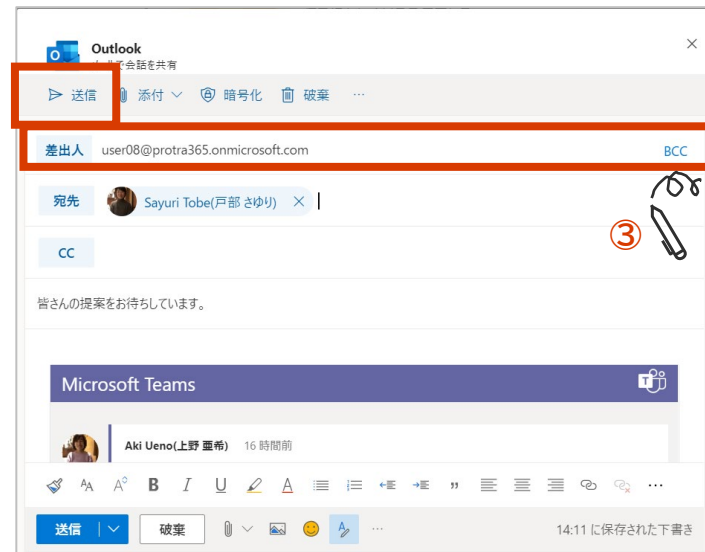 Outlook
で会話を共有
送信 添付 暗号化 破棄 …
差出人 user08@protra365.onmicrosoft.com BCC
宛先 Sayuri Tobe(戸部 さゆり) ×
③
CC
皆さんの提案をお待ちしています。
Microsoft Teams
Aki Ueno(上野 亜希) 16 時間前
送信 破棄 … 14:11 に保存された下書き